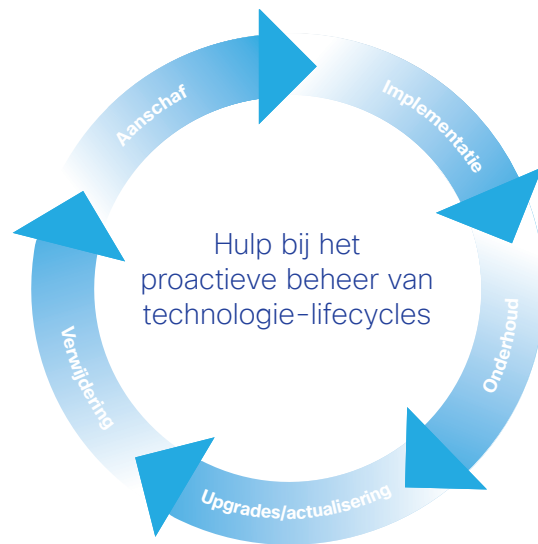 Aanschaf
Implementatie
Hulp bij het
proactieve beheer van
technologie-lifecycles
Onderhoud
Verwijdering
Upgrades/actualisering